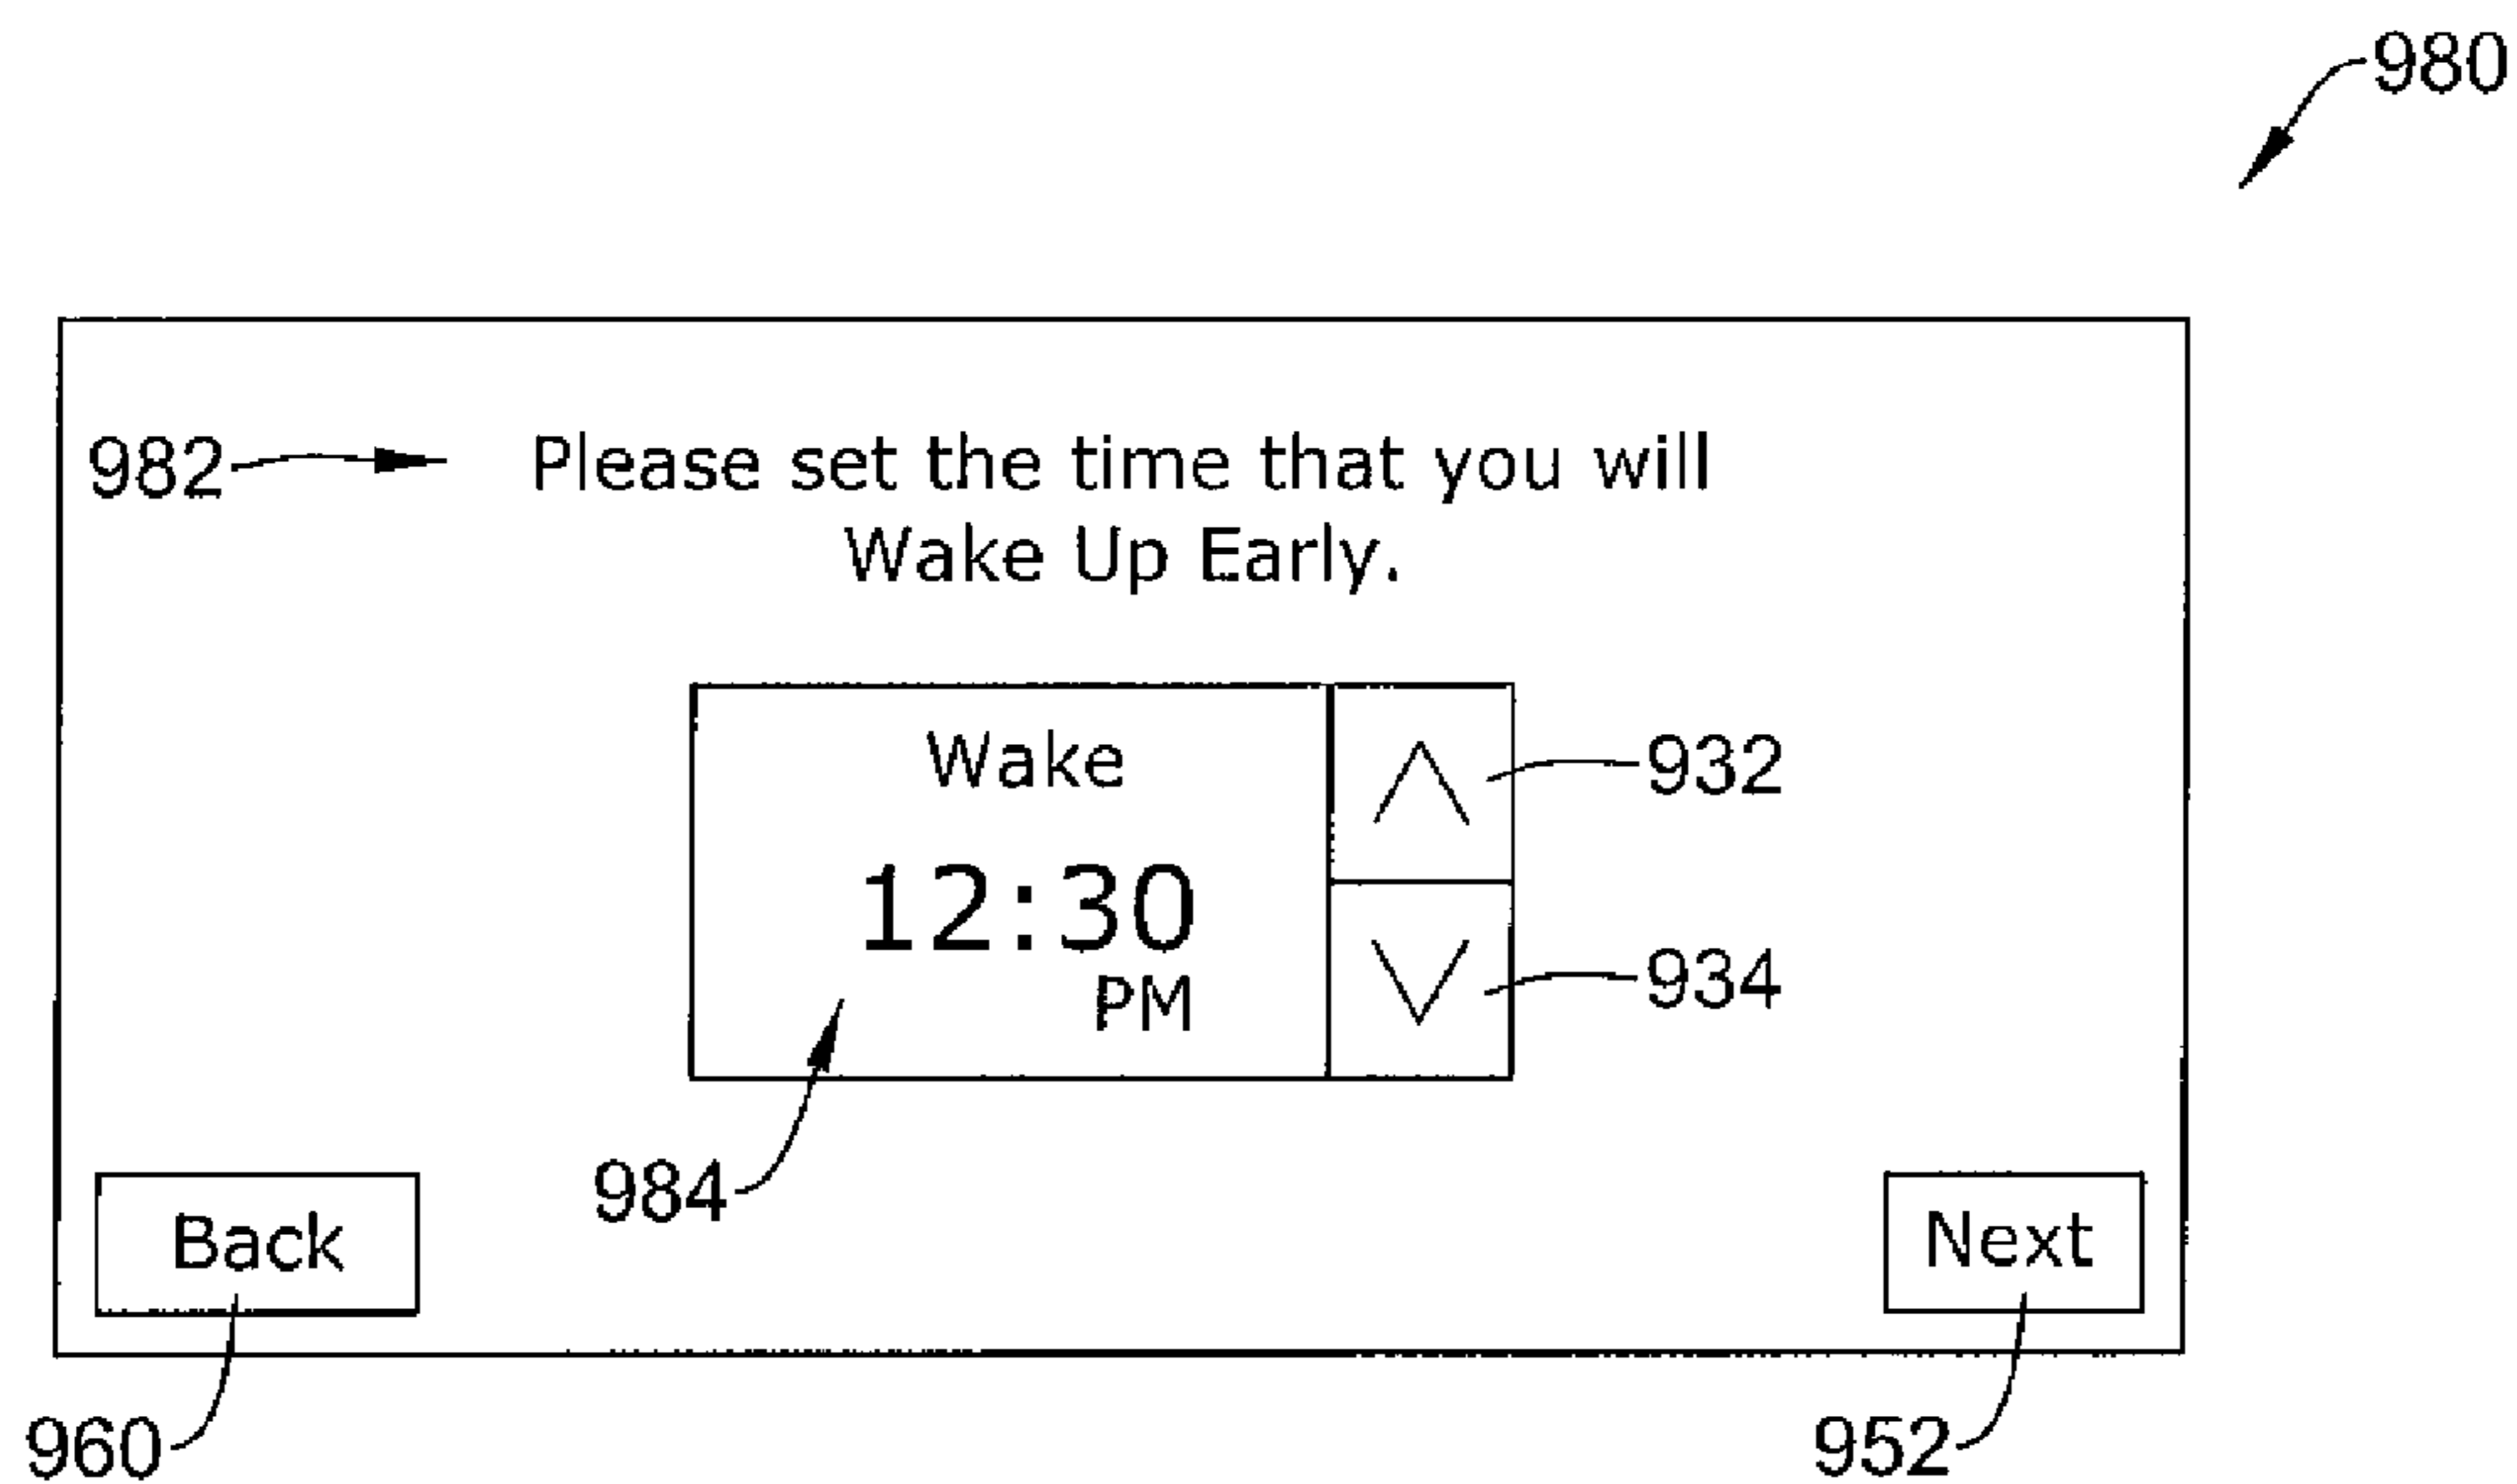 980
982 Please set the time that you will
Wake Up Early.
Wake
932
12:30
PM
934
984
Back
Next
960
952